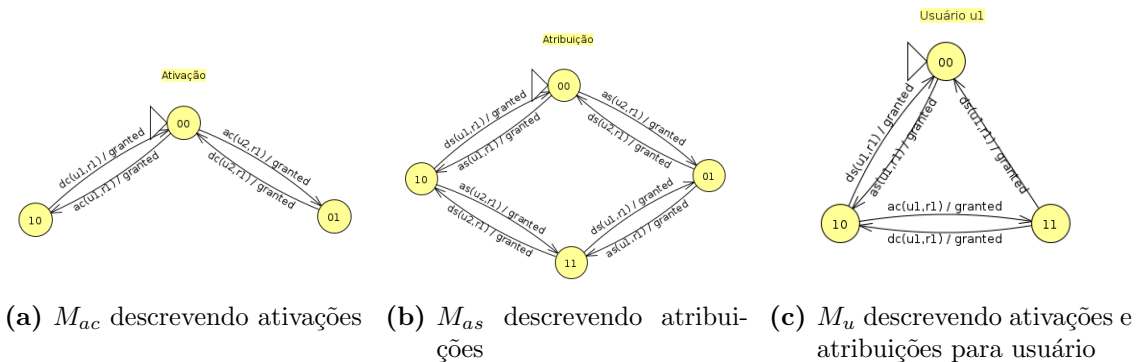 Ativação
00
dc(u1,r1) / granted
ac(u1,r1) / granted
ac(u2,r1) / granted
dc(u2,r1) / granted
10
01
Atribuição
00
ds(u1,r1) / granted
as(u1,r1) / granted
as(u2,r1) / granted
ds(u2,r1) / granted
10
01
as(u2,r1) / granted
ds(u2,r1) / granted
ds(u1,r1) / granted
as(u1,r1) / granted
11
Usuário u1
00
ds(u1,r1) / granted
as(u1,r1) / granted
ds(u1,r1) / granted
10
ac(u1,r1) / granted
dc(u1,r1) / granted
11
(a) M_ac descrevendo ativações
(b) M_as descrevendo atribui-
ções
(c) M_u descrevendo ativações e
atribuições para usuário